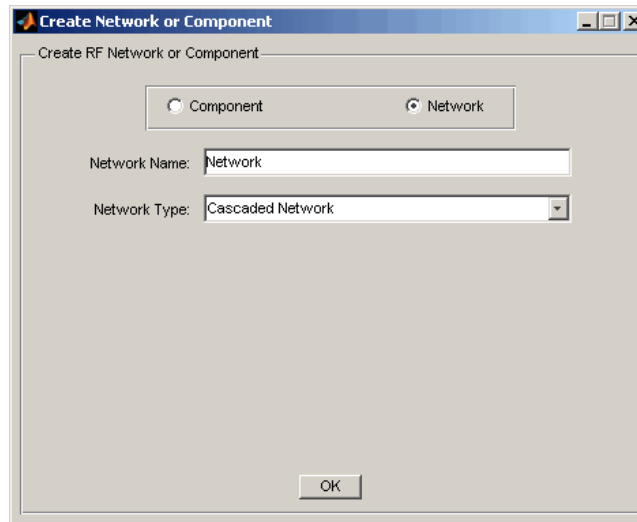 Create Network or Component
Create RF Network or Component
Component Network
Network Name: Network
Network Type: Cascaded Network
OK